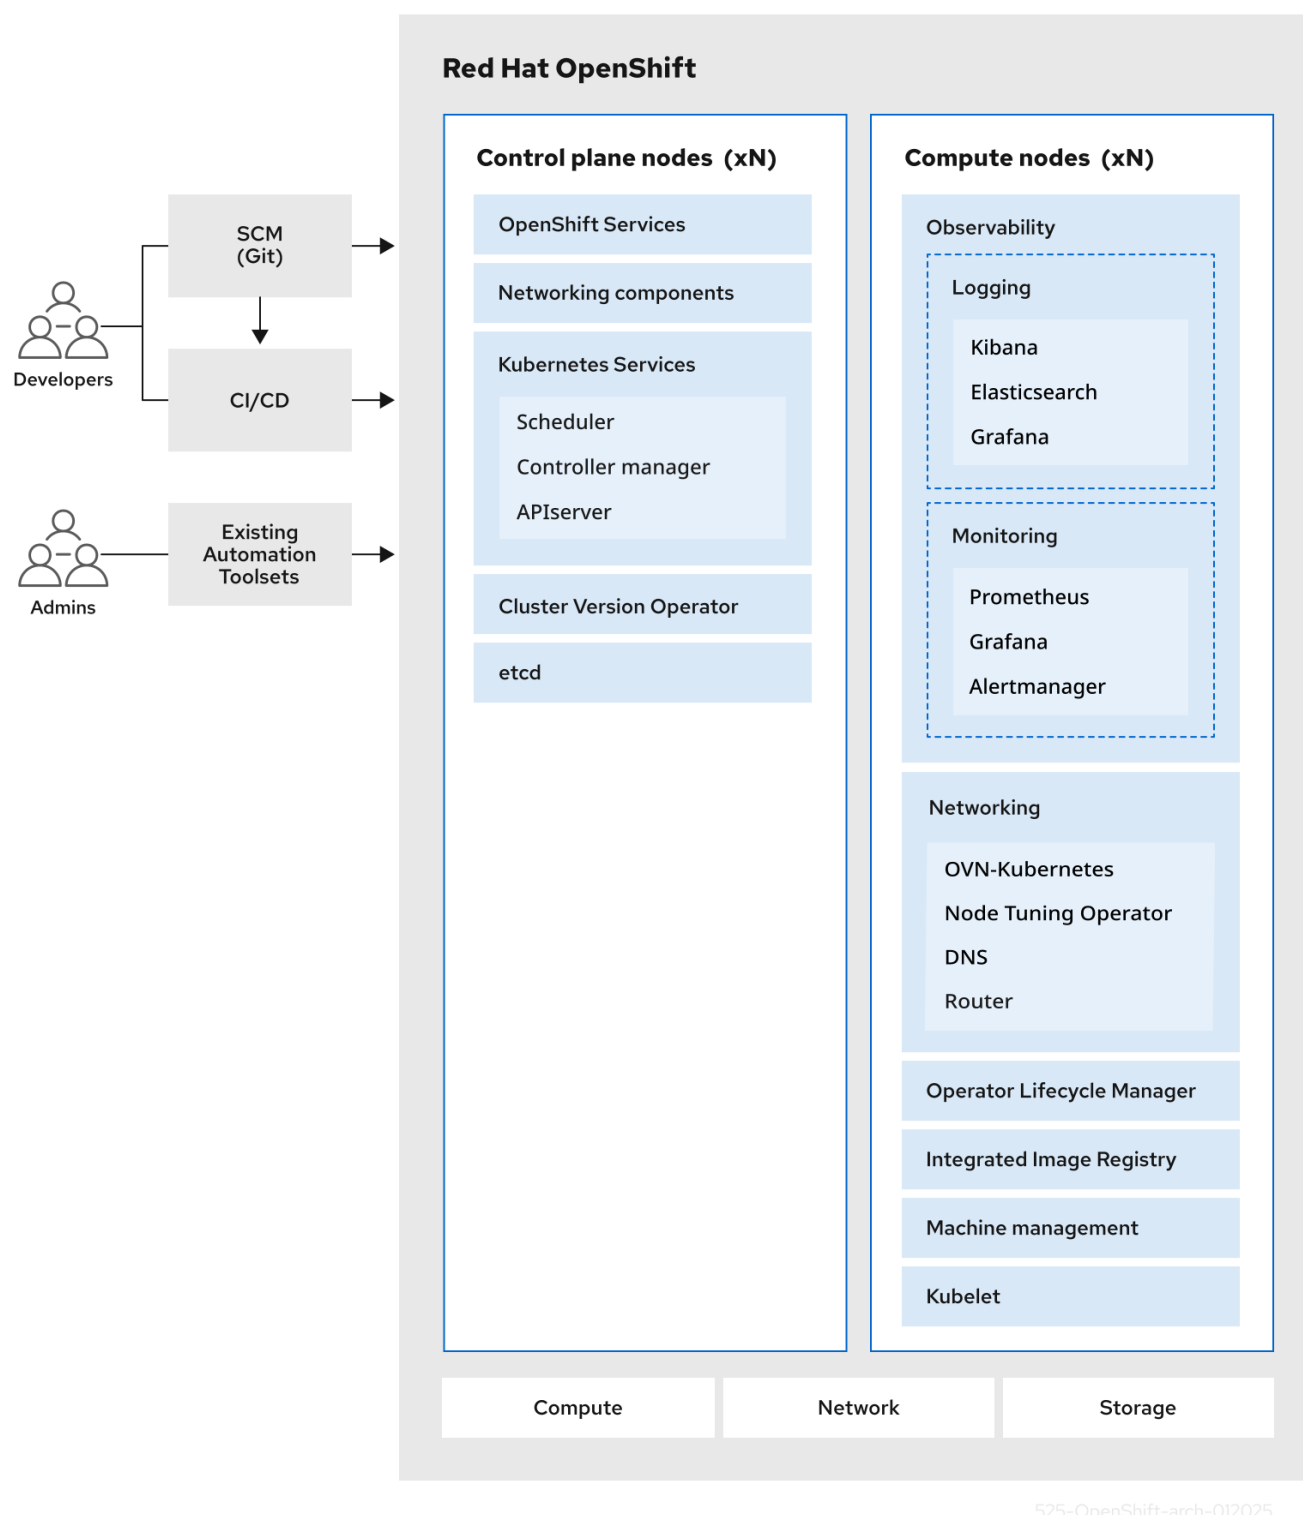 Red Hat OpenShift
Control plane nodes (xN)
OpenShift Services
Networking components
Kubernetes Services
Scheduler
Controller manager
APIserver
Cluster Version Operator
etcd
Compute nodes (xN)
Observability
Logging
Kibana
Elasticsearch
Grafana
Monitoring
Prometheus
Grafana
Alertmanager
Networking
OVN-Kubernetes
Node Tuning Operator
DNS
Router
Operator Lifecycle Manager
Integrated Image Registry
Machine management
Kubelet
SCM
(Git)
CI/CD
Developers
Existing
Automation
Toolsets
Admins
Compute
Network
Storage
525-OpenShift-arch-012025